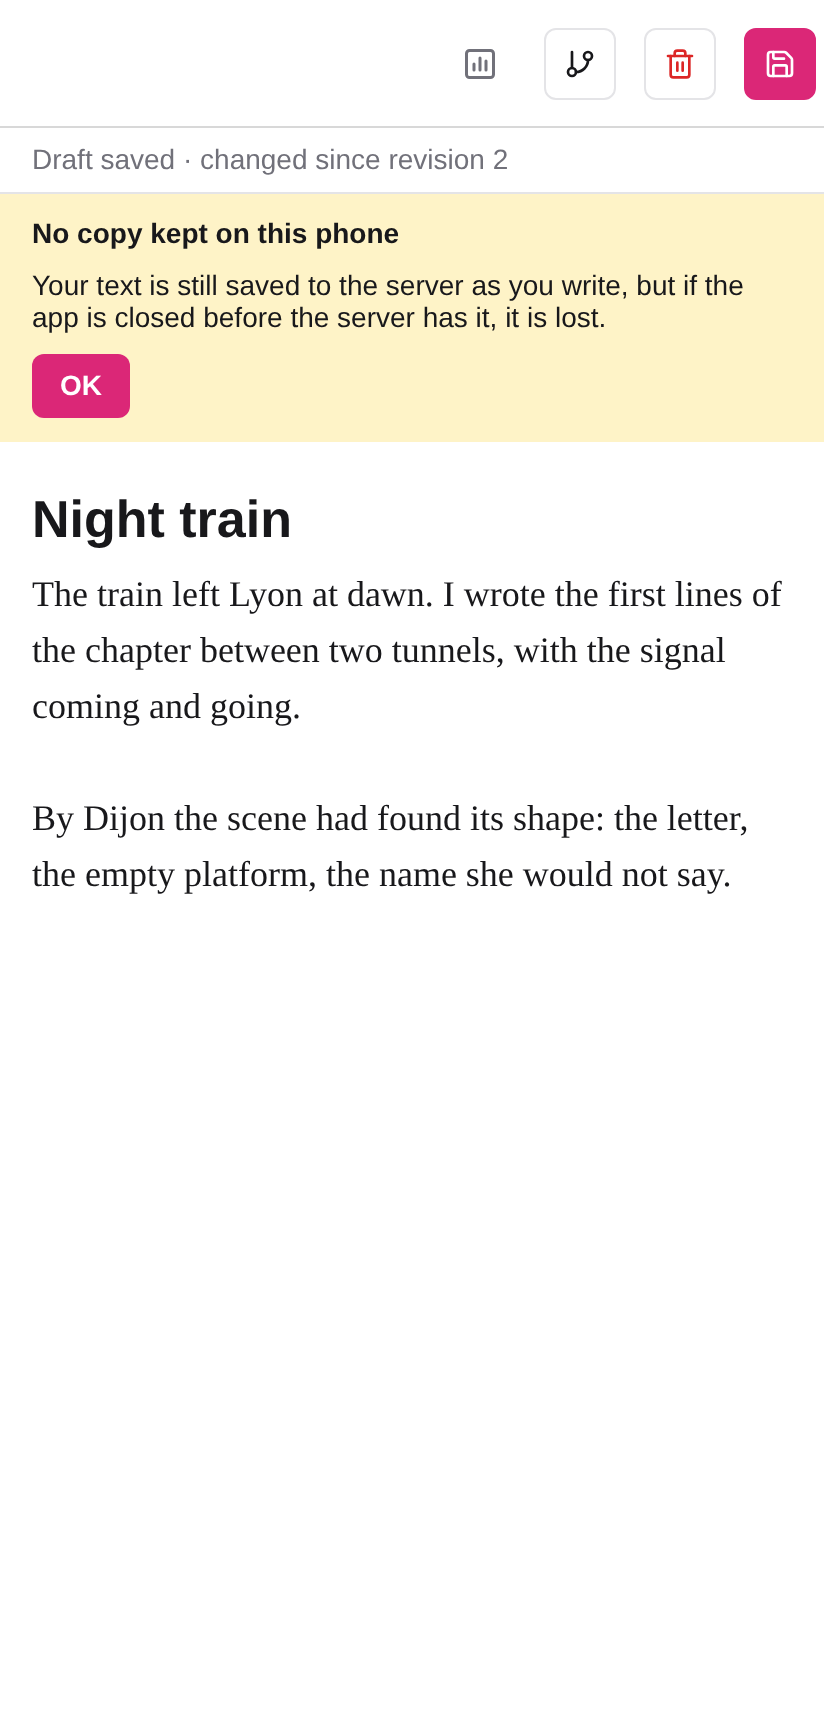 Draft saved · changed since revision 2
No copy kept on this phone
Your text is still saved to the server as you write, but if the
app is closed before the server has it, it is lost.
OK
Night train
The train left Lyon at dawn. I wrote the first lines of
the chapter between two tunnels, with the signal
coming and going.
By Dijon the scene had found its shape: the letter,
the empty platform, the name she would not say.